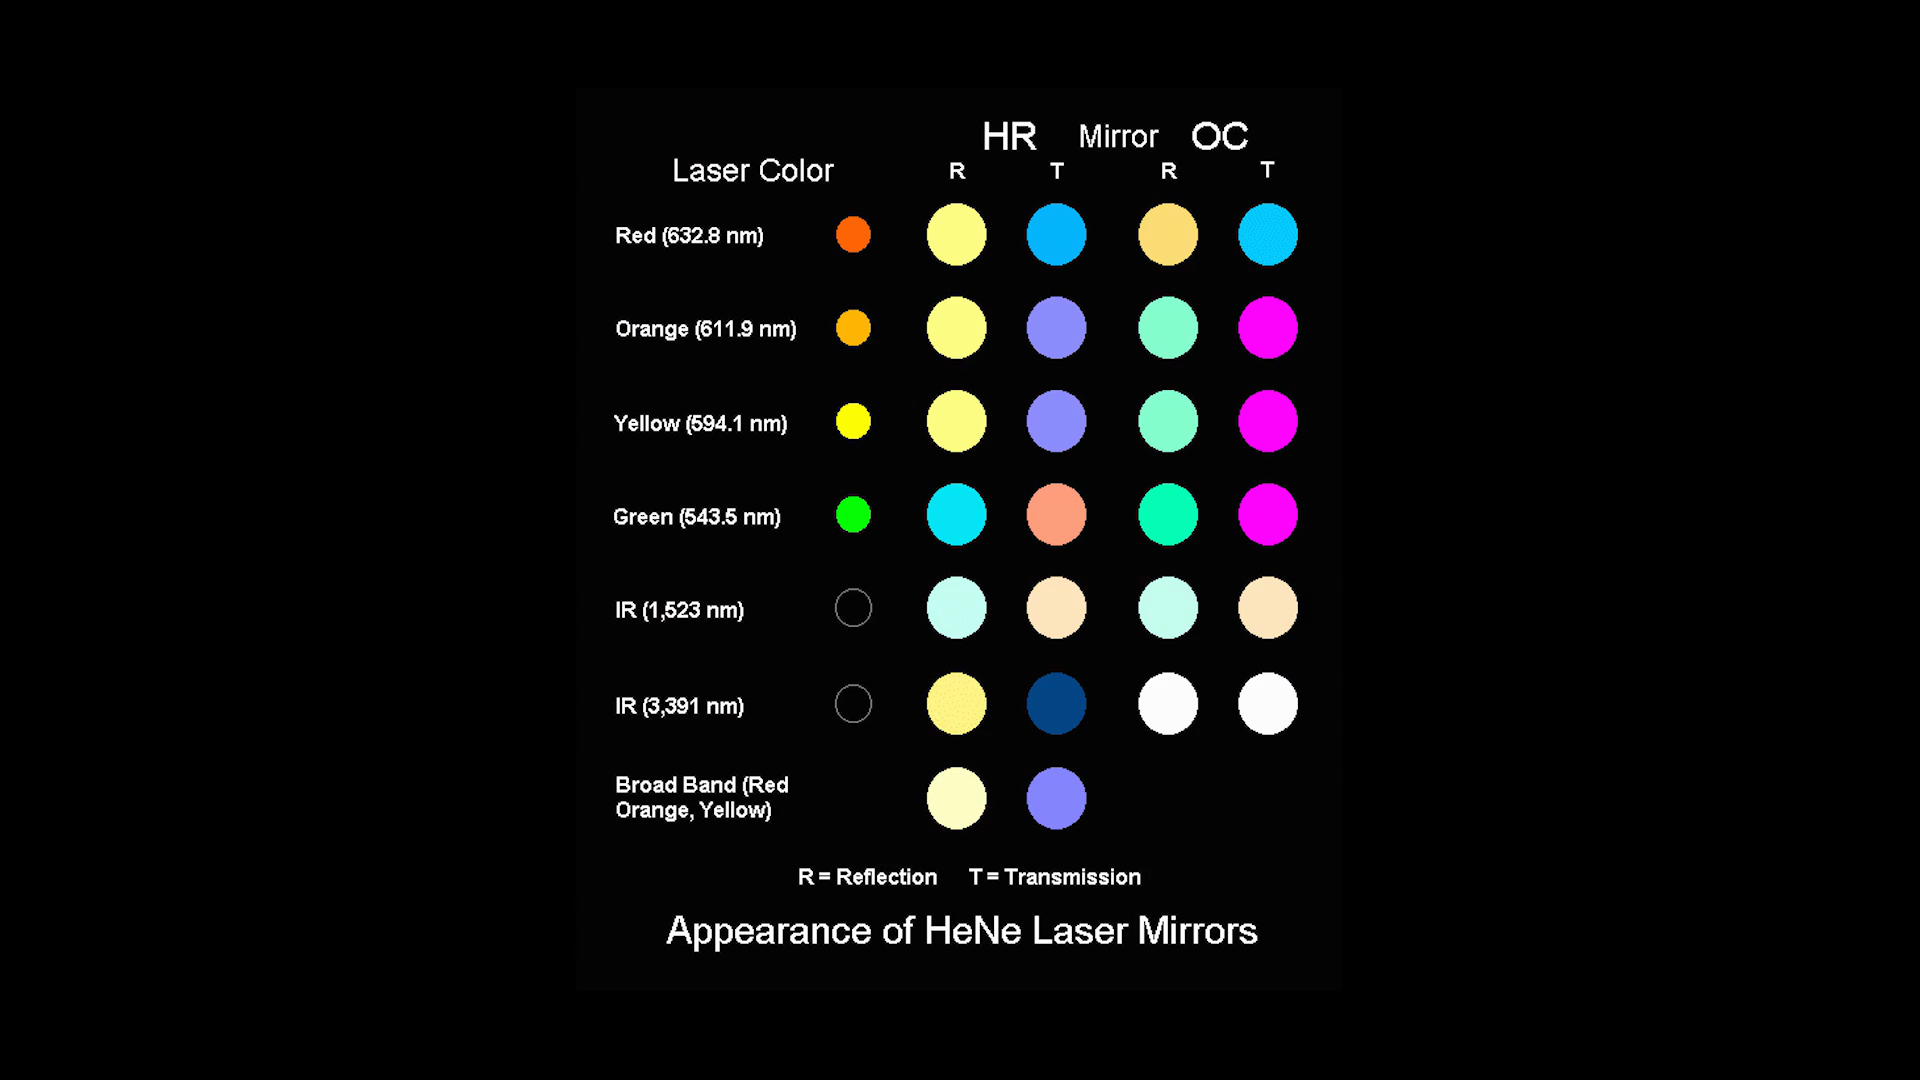 HR Mirror OC
Laser Color R T R T
Red (632.8 nm)
Orange (611.9 nm)
Yellow (594.1 nm)
Green (543.5 nm)
IR (1,523 nm)
IR (3,391 nm)
Broad Band (Red
Orange, Yellow)
R = Reflection T = Transmission
Appearance of HeNe Laser Mirrors